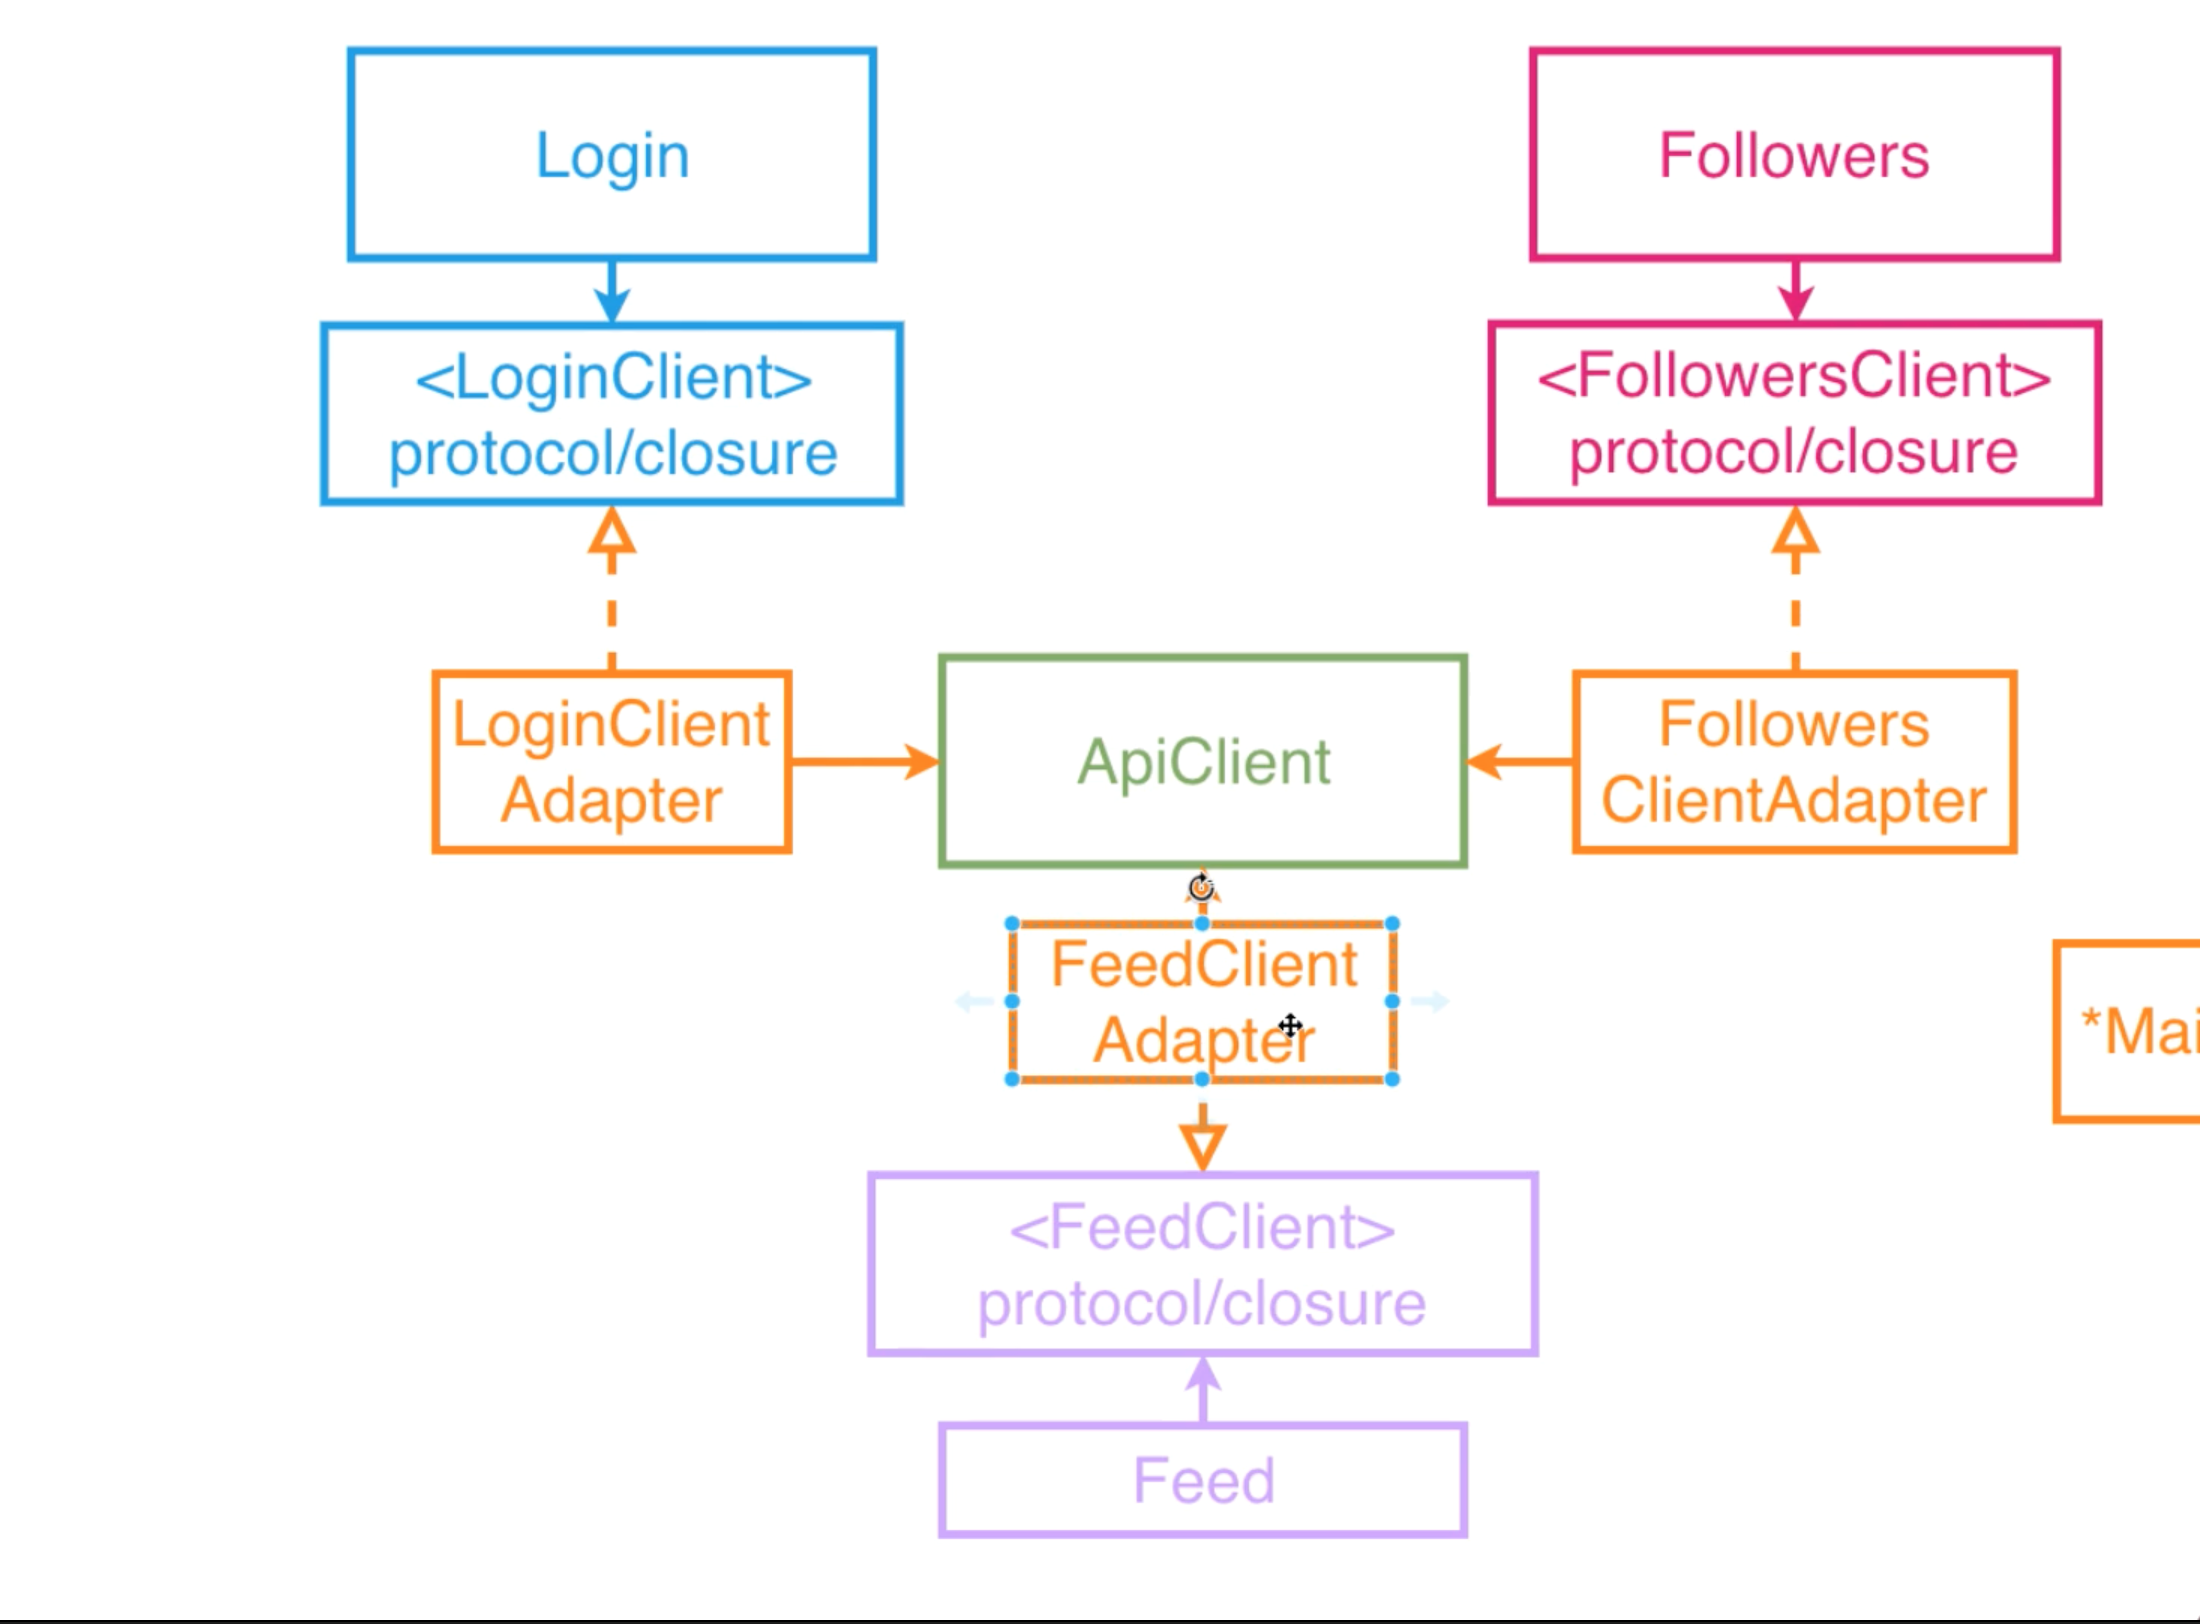 Login
Followers
<LoginClient>
protocol/closure
<FollowersClient>
protocol/closure
LoginClient
Adapter
ApiClient
Followers
ClientAdapter
FeedClient
Adapter
*Mai
<FeedClient>
protocol/closure
Feed